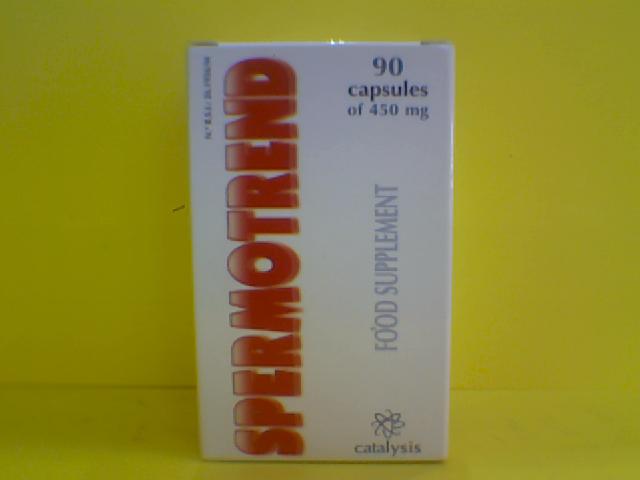 SPERMOTREND
90
capsules
of 450 mg
FOOD SUPPLEMENT
catalysis